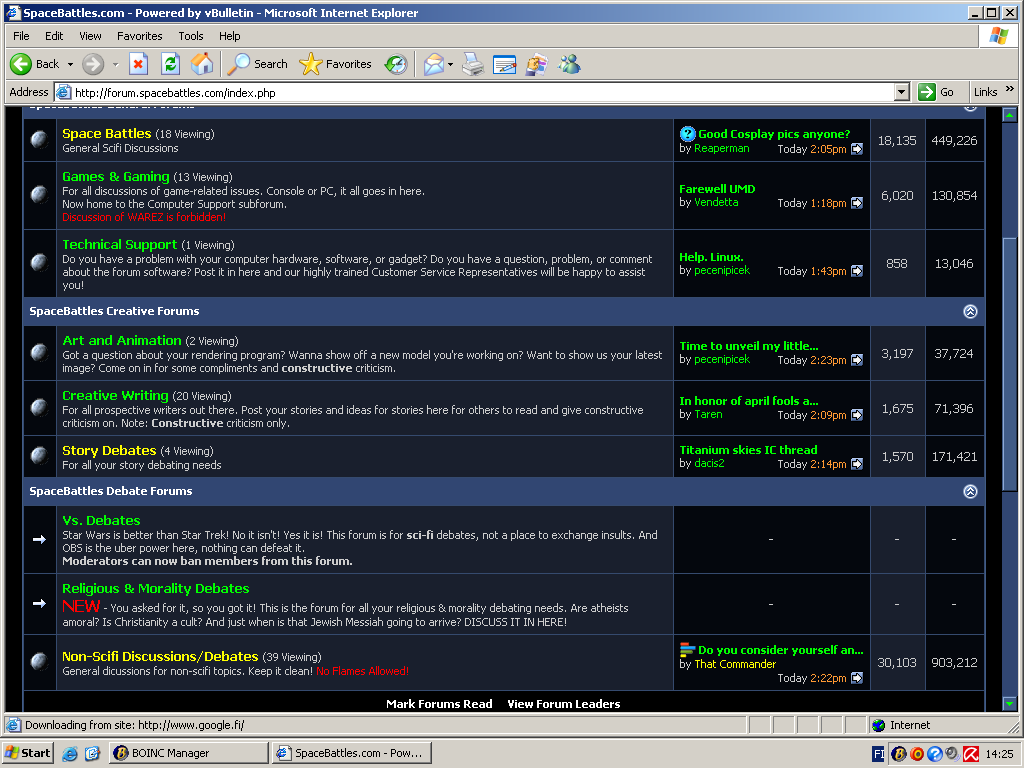 SpaceBattles.com - Powered by vBulletin - Microsoft Internet Explorer
File Edit View Favorites Tools Help
Back Search Favorites
Address http://forum.spacebattles.com/index.php Go Links »
SpaceBattles General Forums
Space Battles (18 Viewing)
General Scifi Discussions
Good Cosplay pics anyone?
by Reaperman Today 2:05pm
18,135 449,226
Games & Gaming (13 Viewing)
For all discussions of game-related issues. Console or PC, it all goes in here.
Now home to the Computer Support subforum.
Discussion of WAREZ is forbidden!
Farewell UMD
by Vendetta Today 1:18pm
6,020 130,854
Technical Support (1 Viewing)
Do you have a problem with your computer hardware, software, or gadget? Do you have a question, problem, or comment
about the forum software? Post it in here and our highly trained Customer Service Representatives will be happy to assist
you!
Help. Linux.
by pecenipicek Today 1:43pm
858 13,046
SpaceBattles Creative Forums
Art and Animation (2 Viewing)
Got a question about your rendering program? Wanna show off a new model you're working on? Want to show us your latest
image? Come on in for some compliments and constructive criticism.
Time to unveil my little...
by pecenipicek Today 2:23pm
3,197 37,724
Creative Writing (20 Viewing)
For all prospective writers out there. Post your stories and ideas for stories here for others to read and give constructive
criticism on. Note: Constructive criticism only.
In honor of april fools a...
by Taren Today 2:09pm
1,675 71,396
Story Debates (4 Viewing)
For all your story debating needs
Titanium skies IC thread
by dacis2 Today 2:14pm
1,570 171,421
SpaceBattles Debate Forums
Vs. Debates
Star Wars is better than Star Trek! No it isn't! Yes it is! This forum is for sci-fi debates, not a place to exchange insults. And
OBS is the uber power here, nothing can defeat it.
Moderators can now ban members from this forum.
- - -
Religious & Morality Debates
NEW - You asked for it, so you got it! This is the forum for all your religious & morality debating needs. Are atheists
amoral? Is Christianity a cult? And just when is that Jewish Messiah going to arrive? DISCUSS IT IN HERE!
- - -
Non-Scifi Discussions/Debates (39 Viewing)
General dicussions for non-scifi topics. Keep it clean! No Flames Allowed!
Do you consider yourself an...
by That Commander
Today 2:22pm
30,103 903,212
Mark Forums Read View Forum Leaders
Downloading from site: http://www.google.fi/ Internet
Start BOINC Manager SpaceBattles.com - Pow... FI 14:25